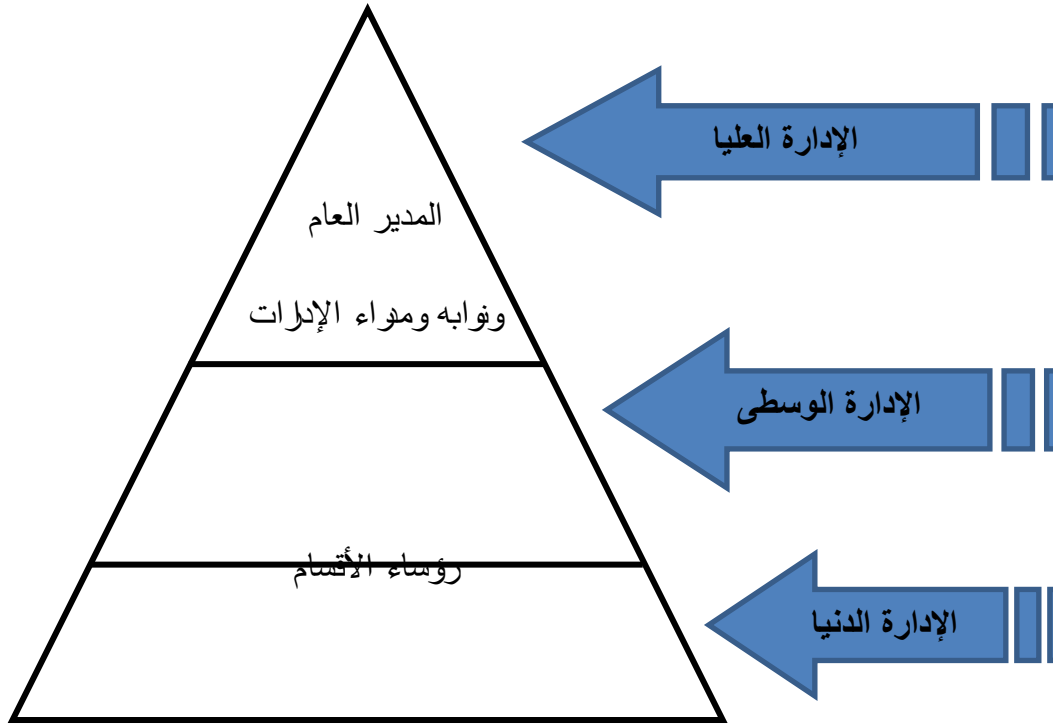 الإدارة العليا
المدير العام
ونوابه ومدراء الإدارات
الإدارة الوسطى
رؤساء الأقسام
الإدارة الدنيا